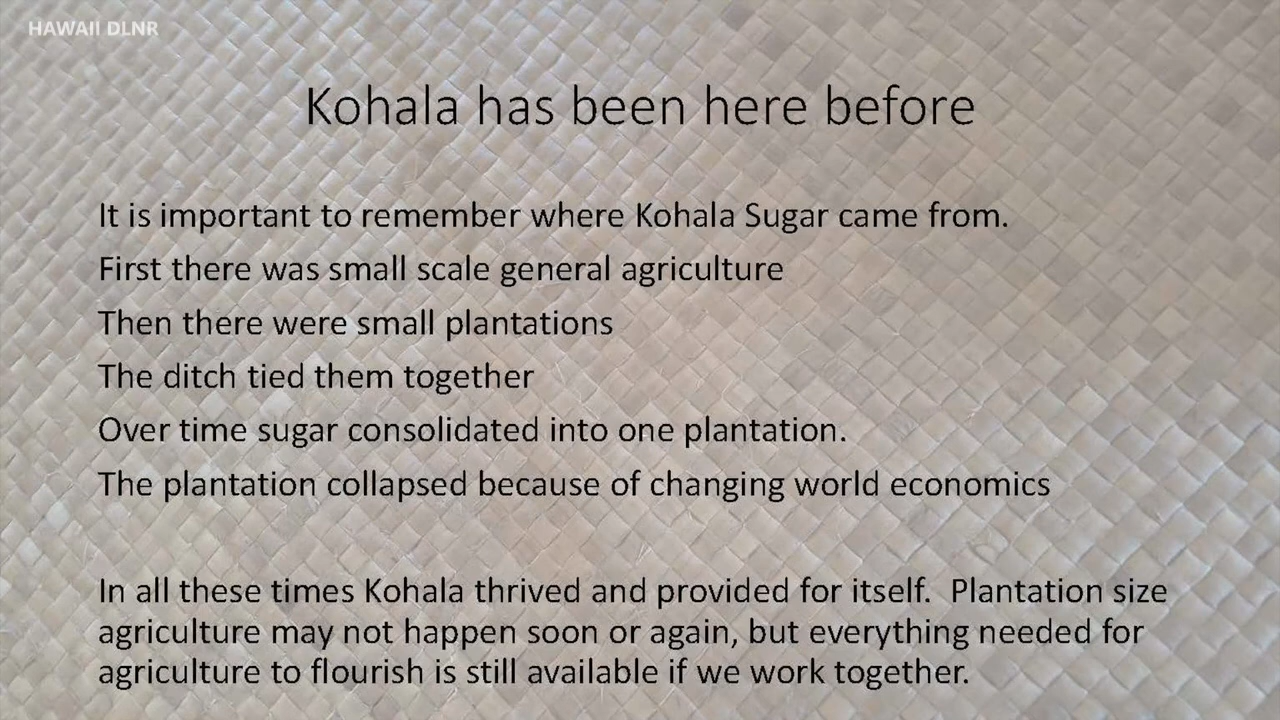 HAWAII DLNR
Kohala has been here before
It is important to remember where Kohala Sugar came from.
First there was small scale general agriculture
Then there were small plantations
The ditch tied them together
Over time sugar consolidated into one plantation.
The plantation collapsed because of changing world economics
In all these times Kohala thrived and provided for itself.  Plantation size
agriculture may not happen soon or again, but everything needed for
agriculture to flourish is still available if we work together.